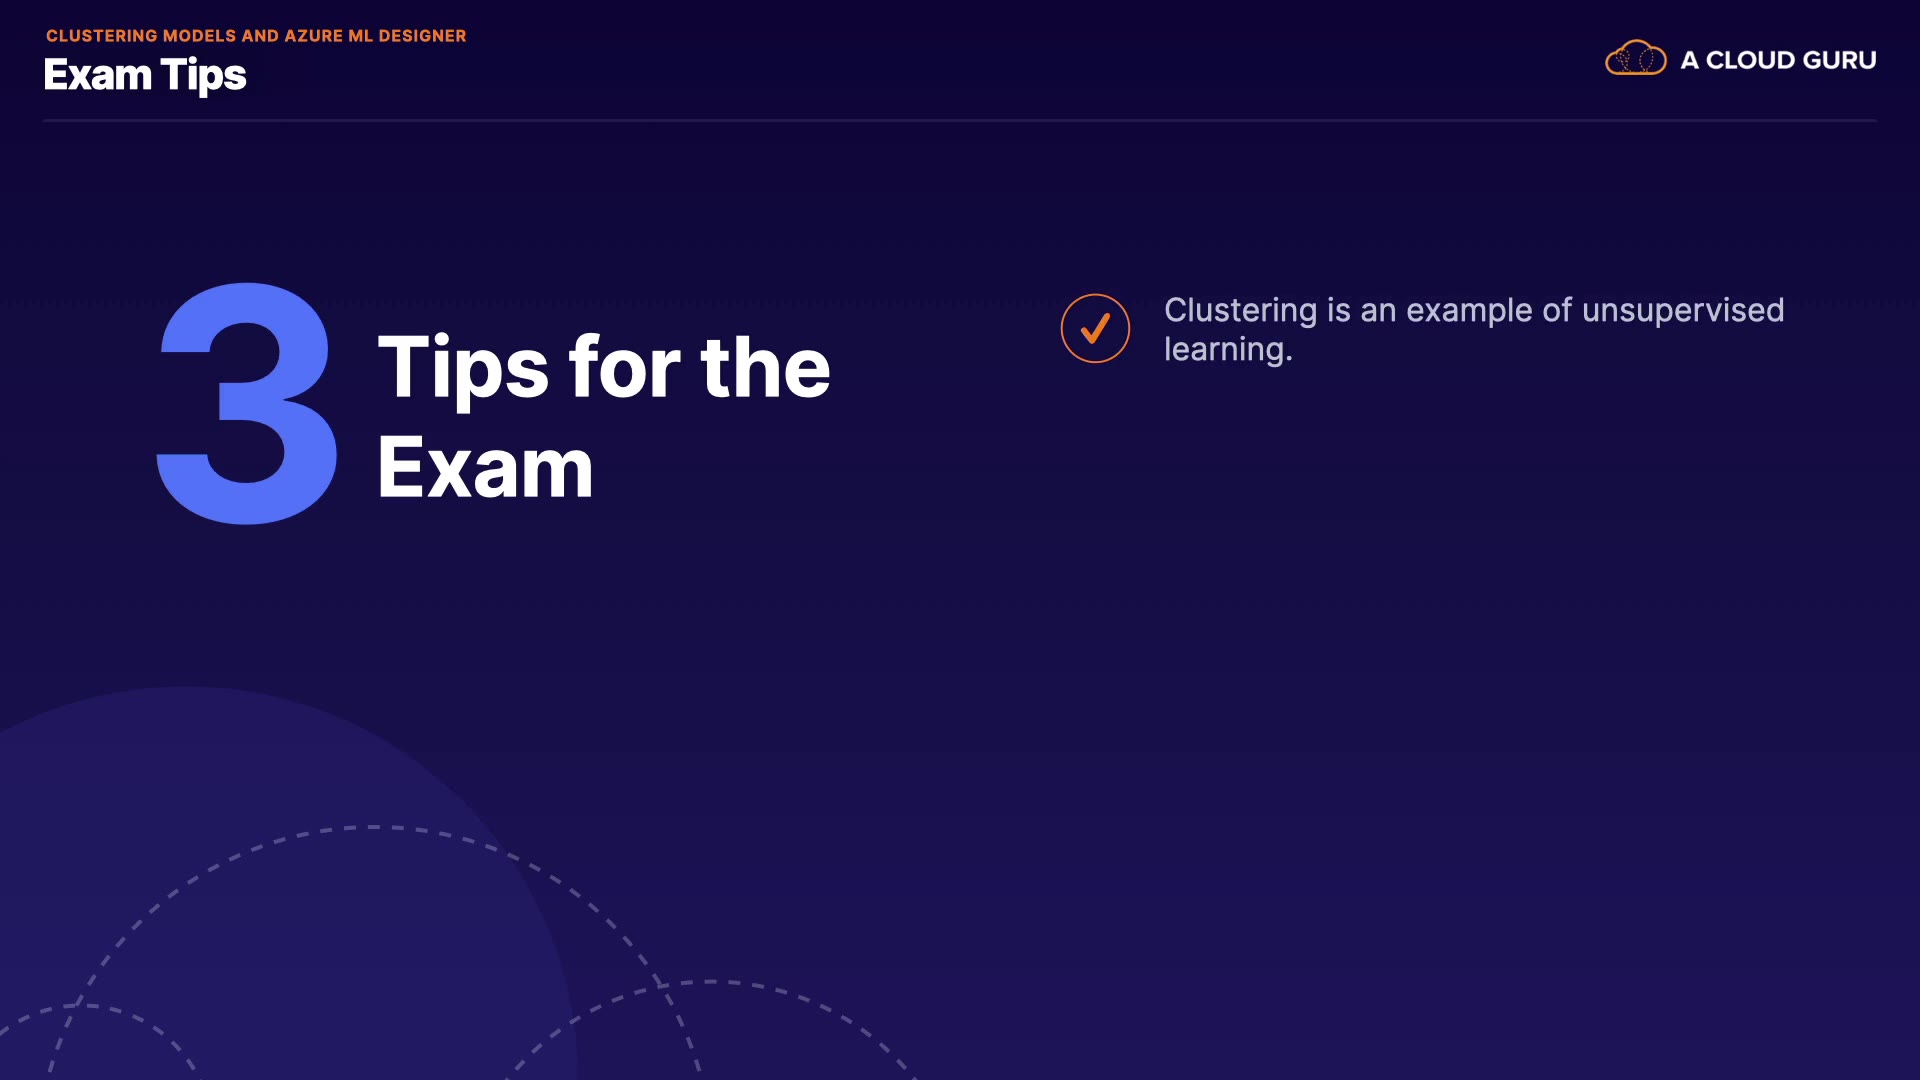 CLUSTERING MODELS AND AZURE ML DESIGNER
Exam Tips
A CLOUD GURU
3
Tips for the
Exam
Clustering is an example of unsupervised
learning.